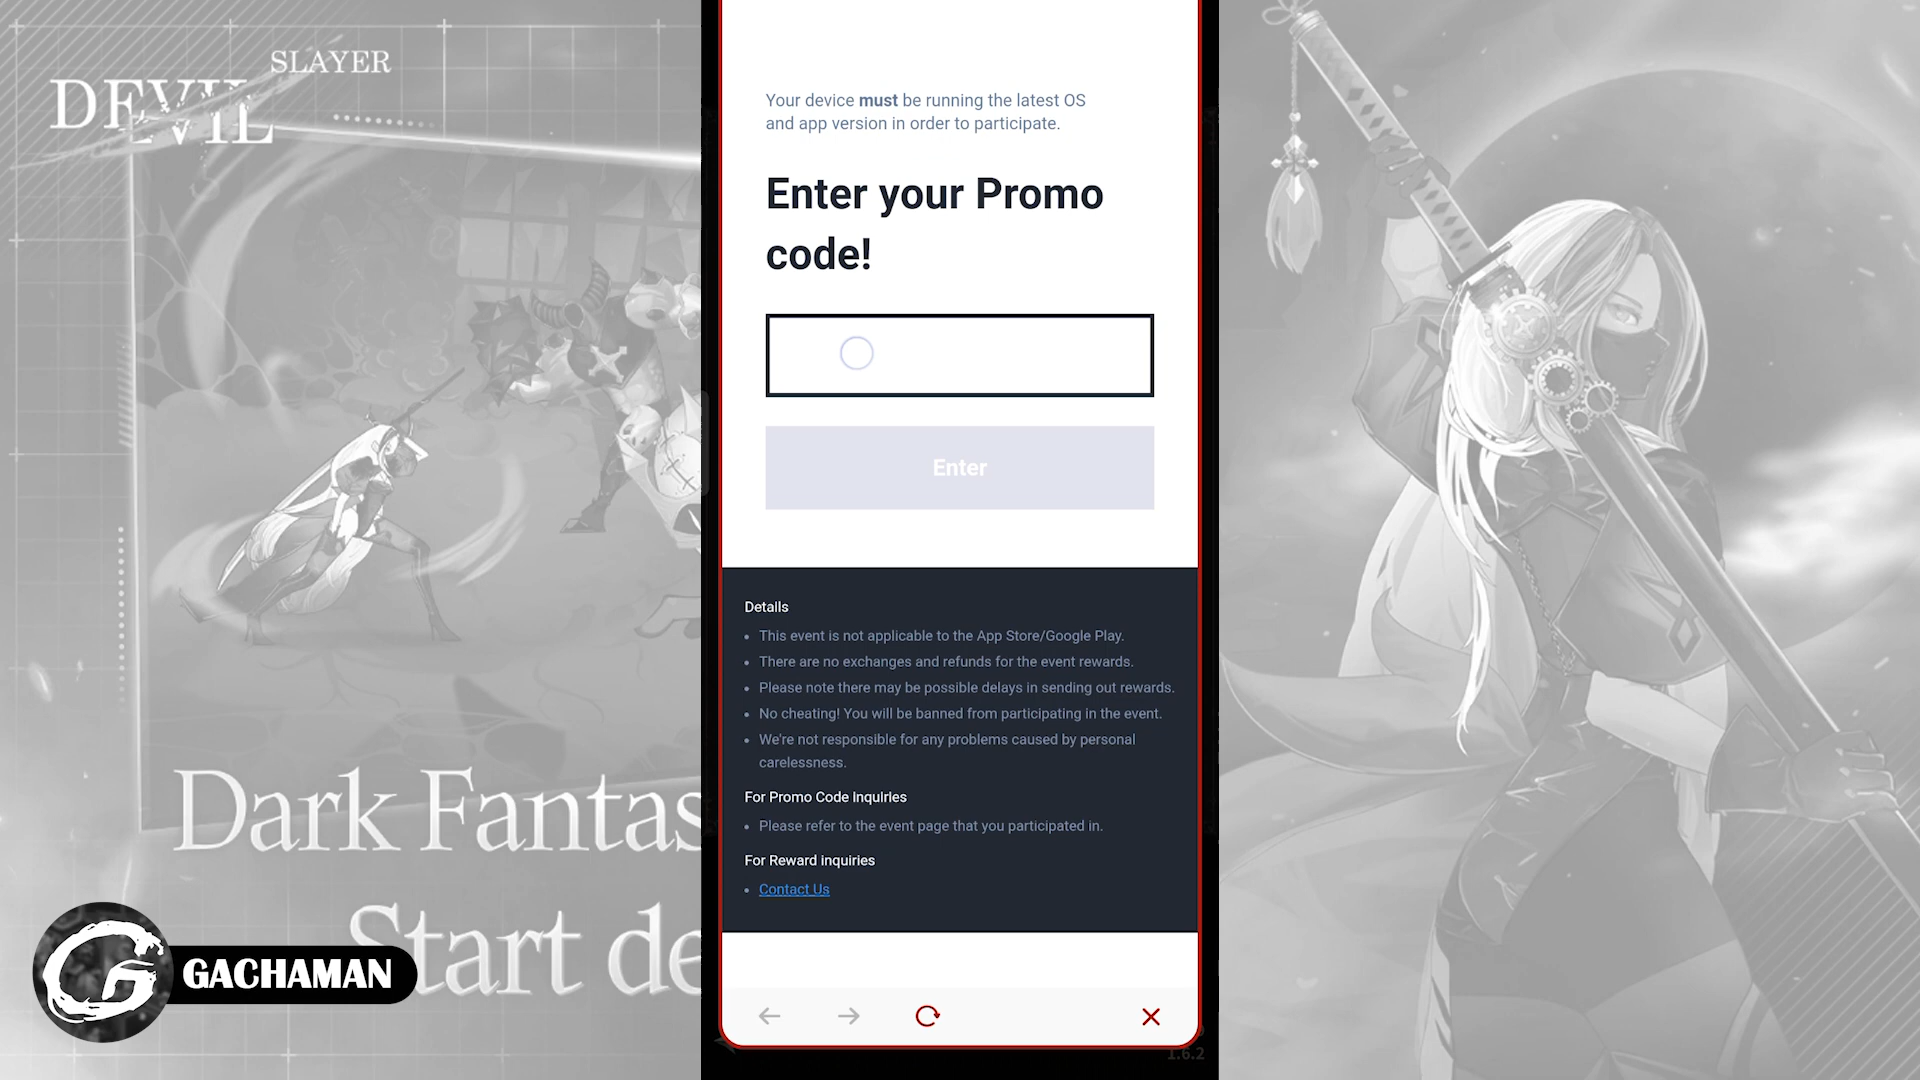 SLAYER
DEVIL
Your device must be running the latest OS
and app version in order to participate.
Enter your Promo
code!
Enter
Details
• This event is not applicable to the App Store/Google Play.
• There are no exchanges and refunds for the event rewards.
• Please note there may be possible delays in sending out rewards.
• No cheating! You will be banned from participating in the event.
• We're not responsible for any problems caused by personal
carelessness.
For Promo Code Inquiries
• Please refer to the event page that you participated in.
For Reward inquiries
• Contact Us
Dark Fantas
Start de
G GACHAMAN
1.6.2